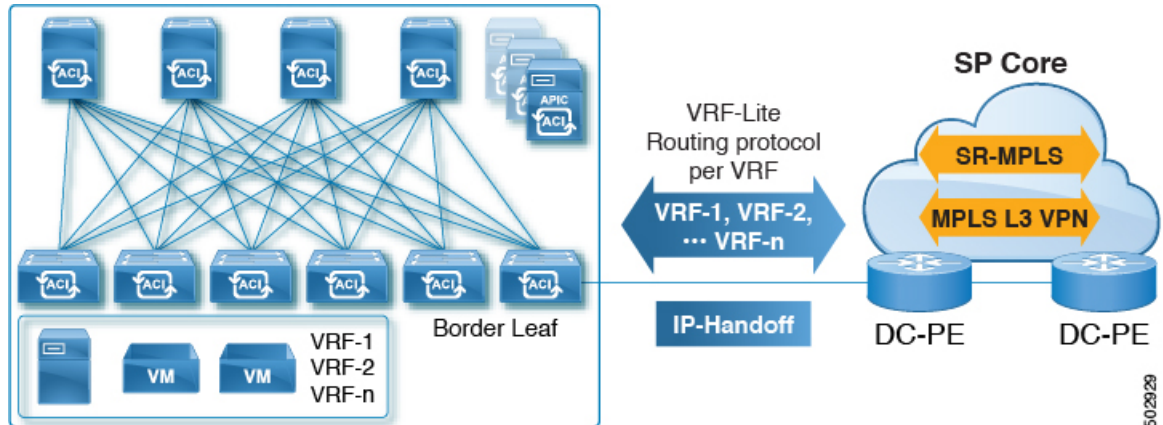 ACI
ACI
ACI
ACI
APIC
ACI
ACI
ACI
ACI
ACI
ACI
ACI
Border Leaf
VM
VM
VRF-1
VRF-2
VRF-n
VRF-Lite
Routing protocol
per VRF
VRF-1, VRF-2,
··· VRF-n
IP-Handoff
SP Core
SR-MPLS
MPLS L3 VPN
DC-PE
DC-PE
502929